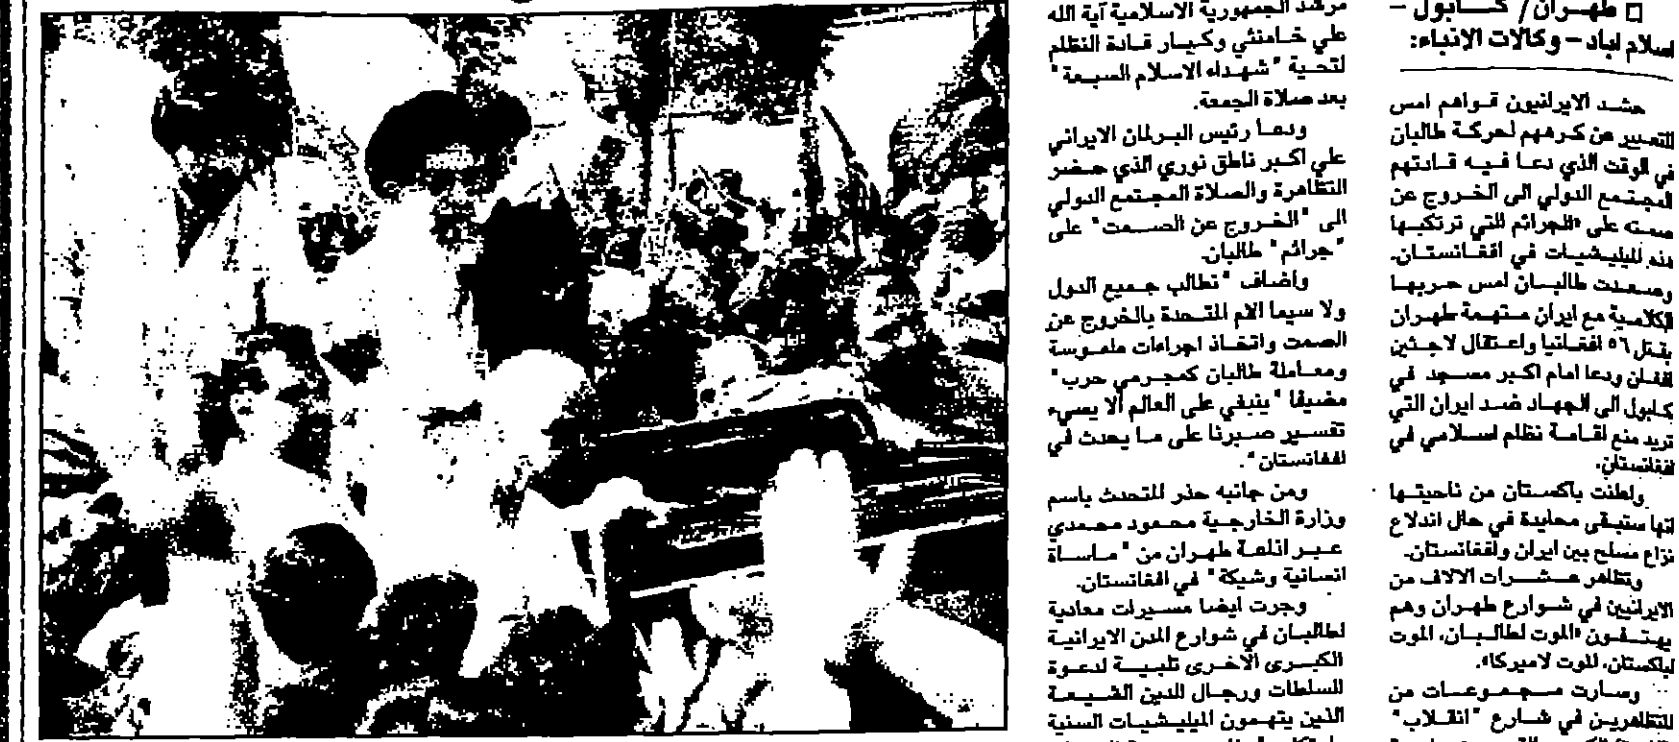 □ طهــران/ كـــابول –
اسلام اباد – وكالات الانباء:
حشد الايرانيون قواهم امس
للتعبير عن كرههم لحركة طالبان
في الوقت الذي دعا فيه قادتهم
المجتمع الدولي الى الخروج عن
صمته على «الجرائم التي ترتكبها
هذه الميليشيات في افغانستان.
وصعدت طالبان امس حربها
الكلامية مع ايران متهمة طهران
بقتل ٥٦ افغانيا واعتقال لاجئين
افغان ودعا امام اكبر مسجد في
كابول الى الجهاد ضد ايران التي
تريد منع اقامة نظام اسلامي في
افغانستان.
واعلنت باكستان من ناحيتها
انها ستبقى محايدة في حال اندلاع
نزاع مسلح بين ايران وافغانستان.
وتظاهر عشرات الالاف من
الايرانيين في شوارع طهران وهم
يهتفون «الموت لطالبان، الموت
لباكستان، الموت لاميركا».
وسارت مجموعات من
المتظاهرين في شارع "انقلاب"
مرشد الجمهورية الاسلامية آية الله
علي خامنئي وكبار قادة النظام
لتحية "شهداء الاسلام السبعة"
بعد صلاة الجمعة.
ودعا رئيس البرلمان الايراني
علي اكبر ناطق نوري الذي حضر
التظاهرة والصلاة المجتمع الدولي
الى "الخروج عن الصمت" على
"جرائم" طالبان.
واضاف "نطالب جميع الدول
ولا سيما الامم المتحدة بالخروج عن
الصمت واتخاذ اجراءات ملموسة
ومعاملة طالبان كمجرمي حرب"
مضيفا "ينبغي على العالم ألا يسيء
تفسير صبرنا على ما يحدث في
افغانستان".
ومن جانبه حذر المتحدث باسم
وزارة الخارجية محمود محمدي
عبر اذاعة طهران من "مأساة
انسانية وشيكة" في افغانستان.
وجرت ايضا مسيرات معادية
لطالبان في شوارع المدن الايرانية
الكبرى الاخرى تلبية لدعوة
السلطات ورجال الدين الشيعة
الذين يتهمون الميليشيات السنية